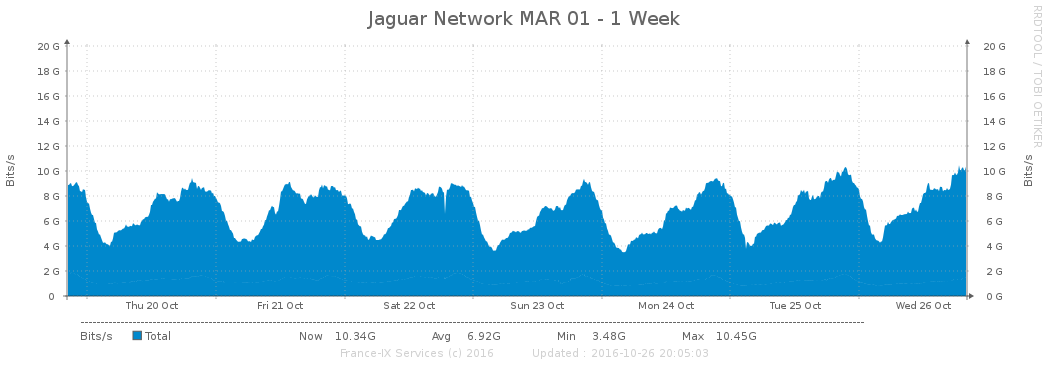 Jaguar Network MAR 01 - 1 Week
RRDTOOL / TOBI OETIKER
Bits/s
Bits/s
20 G 20 G
18 G 18 G
16 G 16 G
14 G 14 G
12 G 12 G
10 G 10 G
8 G 8 G
6 G 6 G
4 G 4 G
2 G 2 G
0 0 G
Thu 20 Oct Fri 21 Oct Sat 22 Oct Sun 23 Oct Mon 24 Oct Tue 25 Oct Wed 26 Oct
Bits/s Total Now 10.34G Avg 6.92G Min 3.48G Max 10.45G
France-IX Services (c) 2016 Updated : 2016-10-26 20:05:03